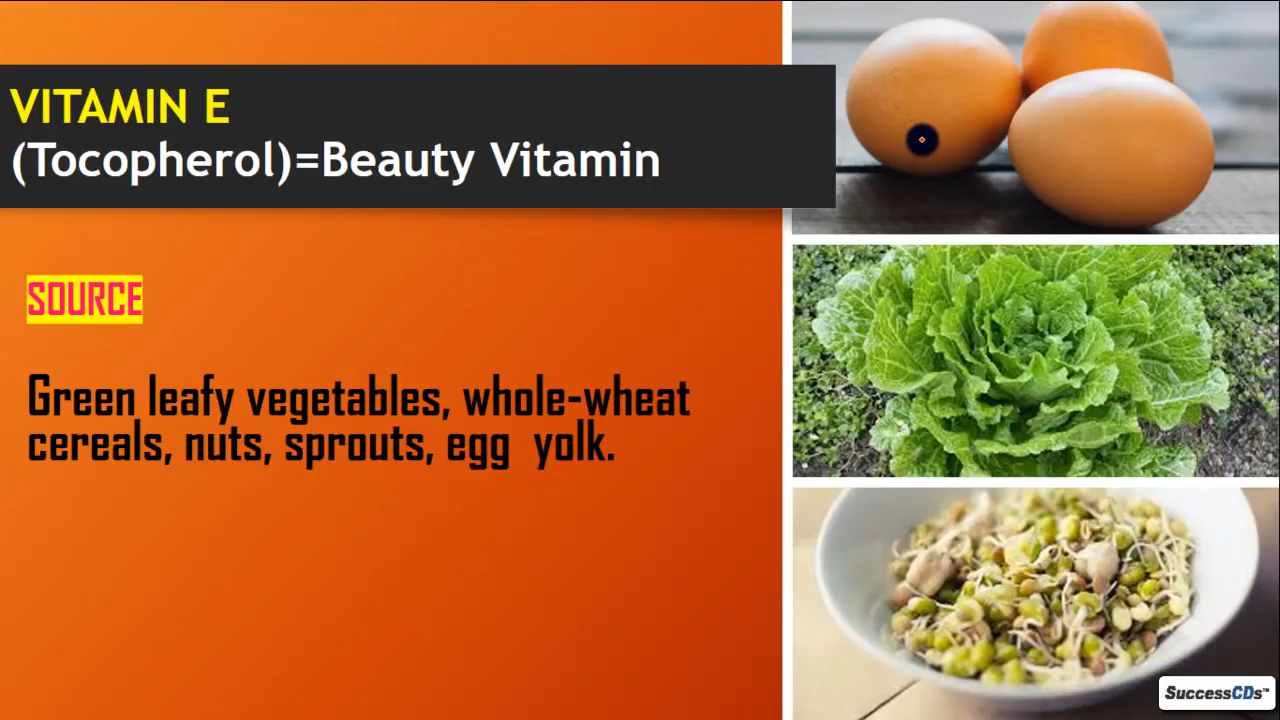 VITAMIN E
(Tocopherol)=Beauty Vitamin
SOURCE
Green leafy vegetables, whole-wheat
cereals, nuts, sprouts, egg yolk.
SuccessCDs™